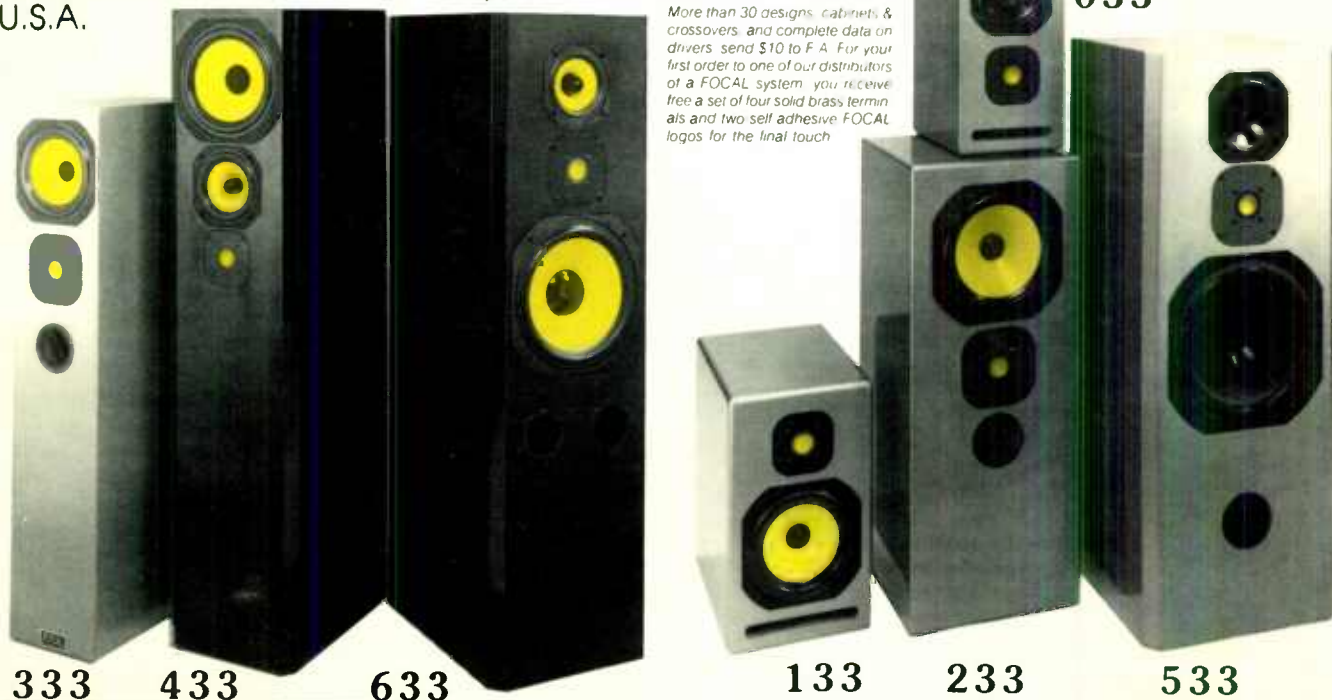 U.S.A.
More than 30 designs, cabinets &
crossovers, and complete data on
drivers send $10 to F.A. For your
first order to one of our distributors
of a FOCAL system you receive
free a set of four solid brass termin
als and two self adhesive FOCAL
logos for the final touch
033
333 433 633 133 233 533